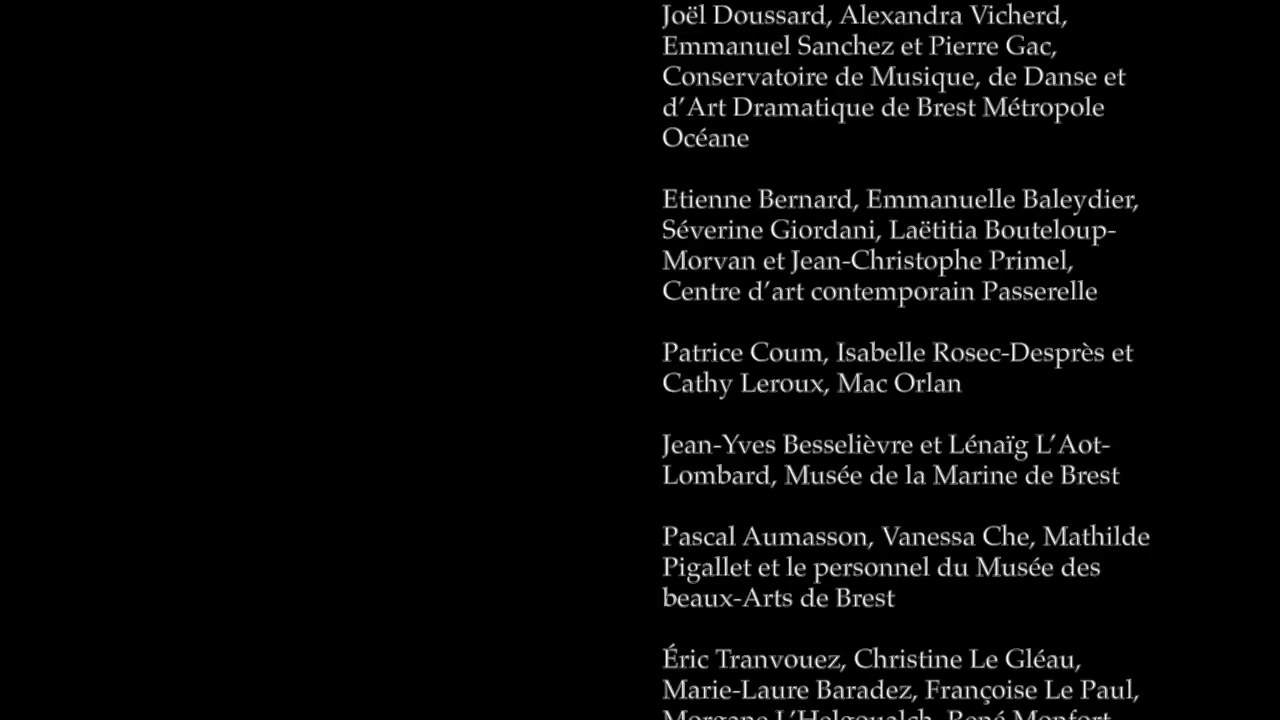 Joël Doussard, Alexandra Vicherd,
Emmanuel Sanchez et Pierre Gac,
Conservatoire de Musique, de Danse et
d’Art Dramatique de Brest Métropole
Océane
Etienne Bernard, Emmanuelle Baleydier,
Séverine Giordani, Laëtitia Bouteloup-
Morvan et Jean-Christophe Primel,
Centre d’art contemporain Passerelle
Patrice Coum, Isabelle Rosec-Desprès et
Cathy Leroux, Mac Orlan
Jean-Yves Besselièvre et Lénaïg L’Aot-
Lombard, Musée de la Marine de Brest
Pascal Aumasson, Vanessa Che, Mathilde
Pigallet et le personnel du Musée des
beaux-Arts de Brest
Éric Tranvouez, Christine Le Gléau,
Marie-Laure Baradez, Françoise Le Paul,
René Monfort